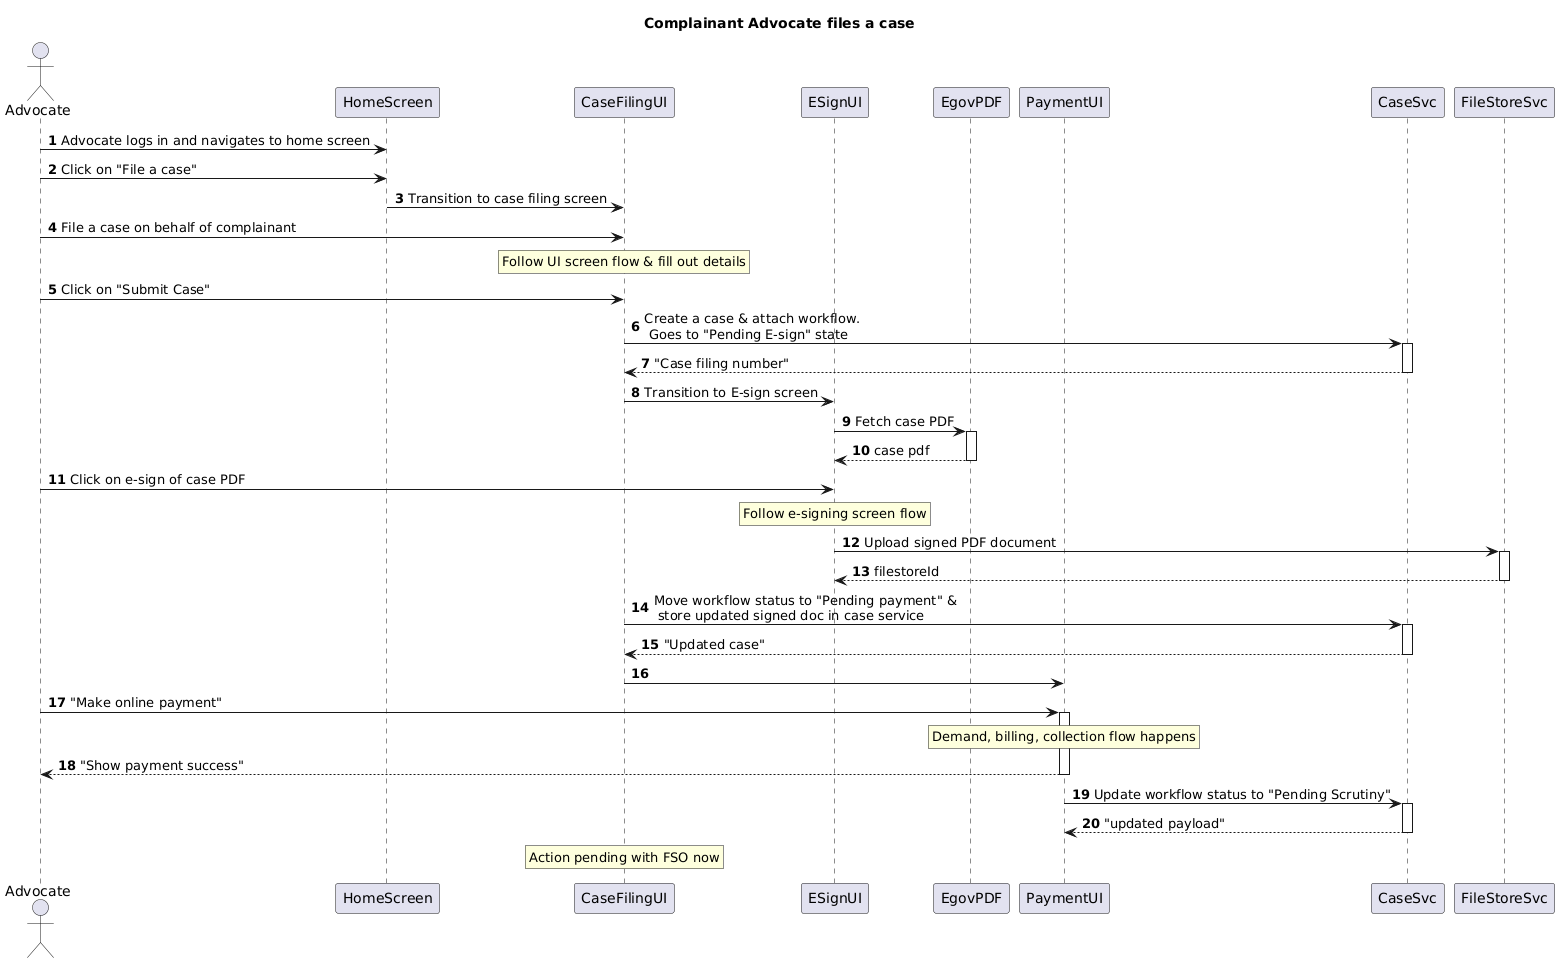 Complainant Advocate files a case
Advocate
HomeScreen
CaseFilingUI
ESignUI
EgovPDF
PaymentUI
CaseSvc
FileStoreSvc
1 Advocate logs in and navigates to home screen
2 Click on "File a case"
3 Transition to case filing screen
4 File a case on behalf of complainant
Follow UI screen flow & fill out details
5 Click on "Submit Case"
6 Create a case & attach workflow.
Goes to "Pending E-sign" state
7 "Case filing number"
8 Transition to E-sign screen
9 Fetch case PDF
10 case pdf
11 Click on e-sign of case PDF
Follow e-signing screen flow
12 Upload signed PDF document
13 filestoreId
14 Move workflow status to "Pending payment" &
store updated signed doc in case service
15 "Updated case"
16
17 "Make online payment"
Demand, billing, collection flow happens
18 "Show payment success"
19 Update workflow status to "Pending Scrutiny"
20 "updated payload"
Action pending with FSO now
Advocate
HomeScreen
CaseFilingUI
ESignUI
EgovPDF
PaymentUI
CaseSvc
FileStoreSvc